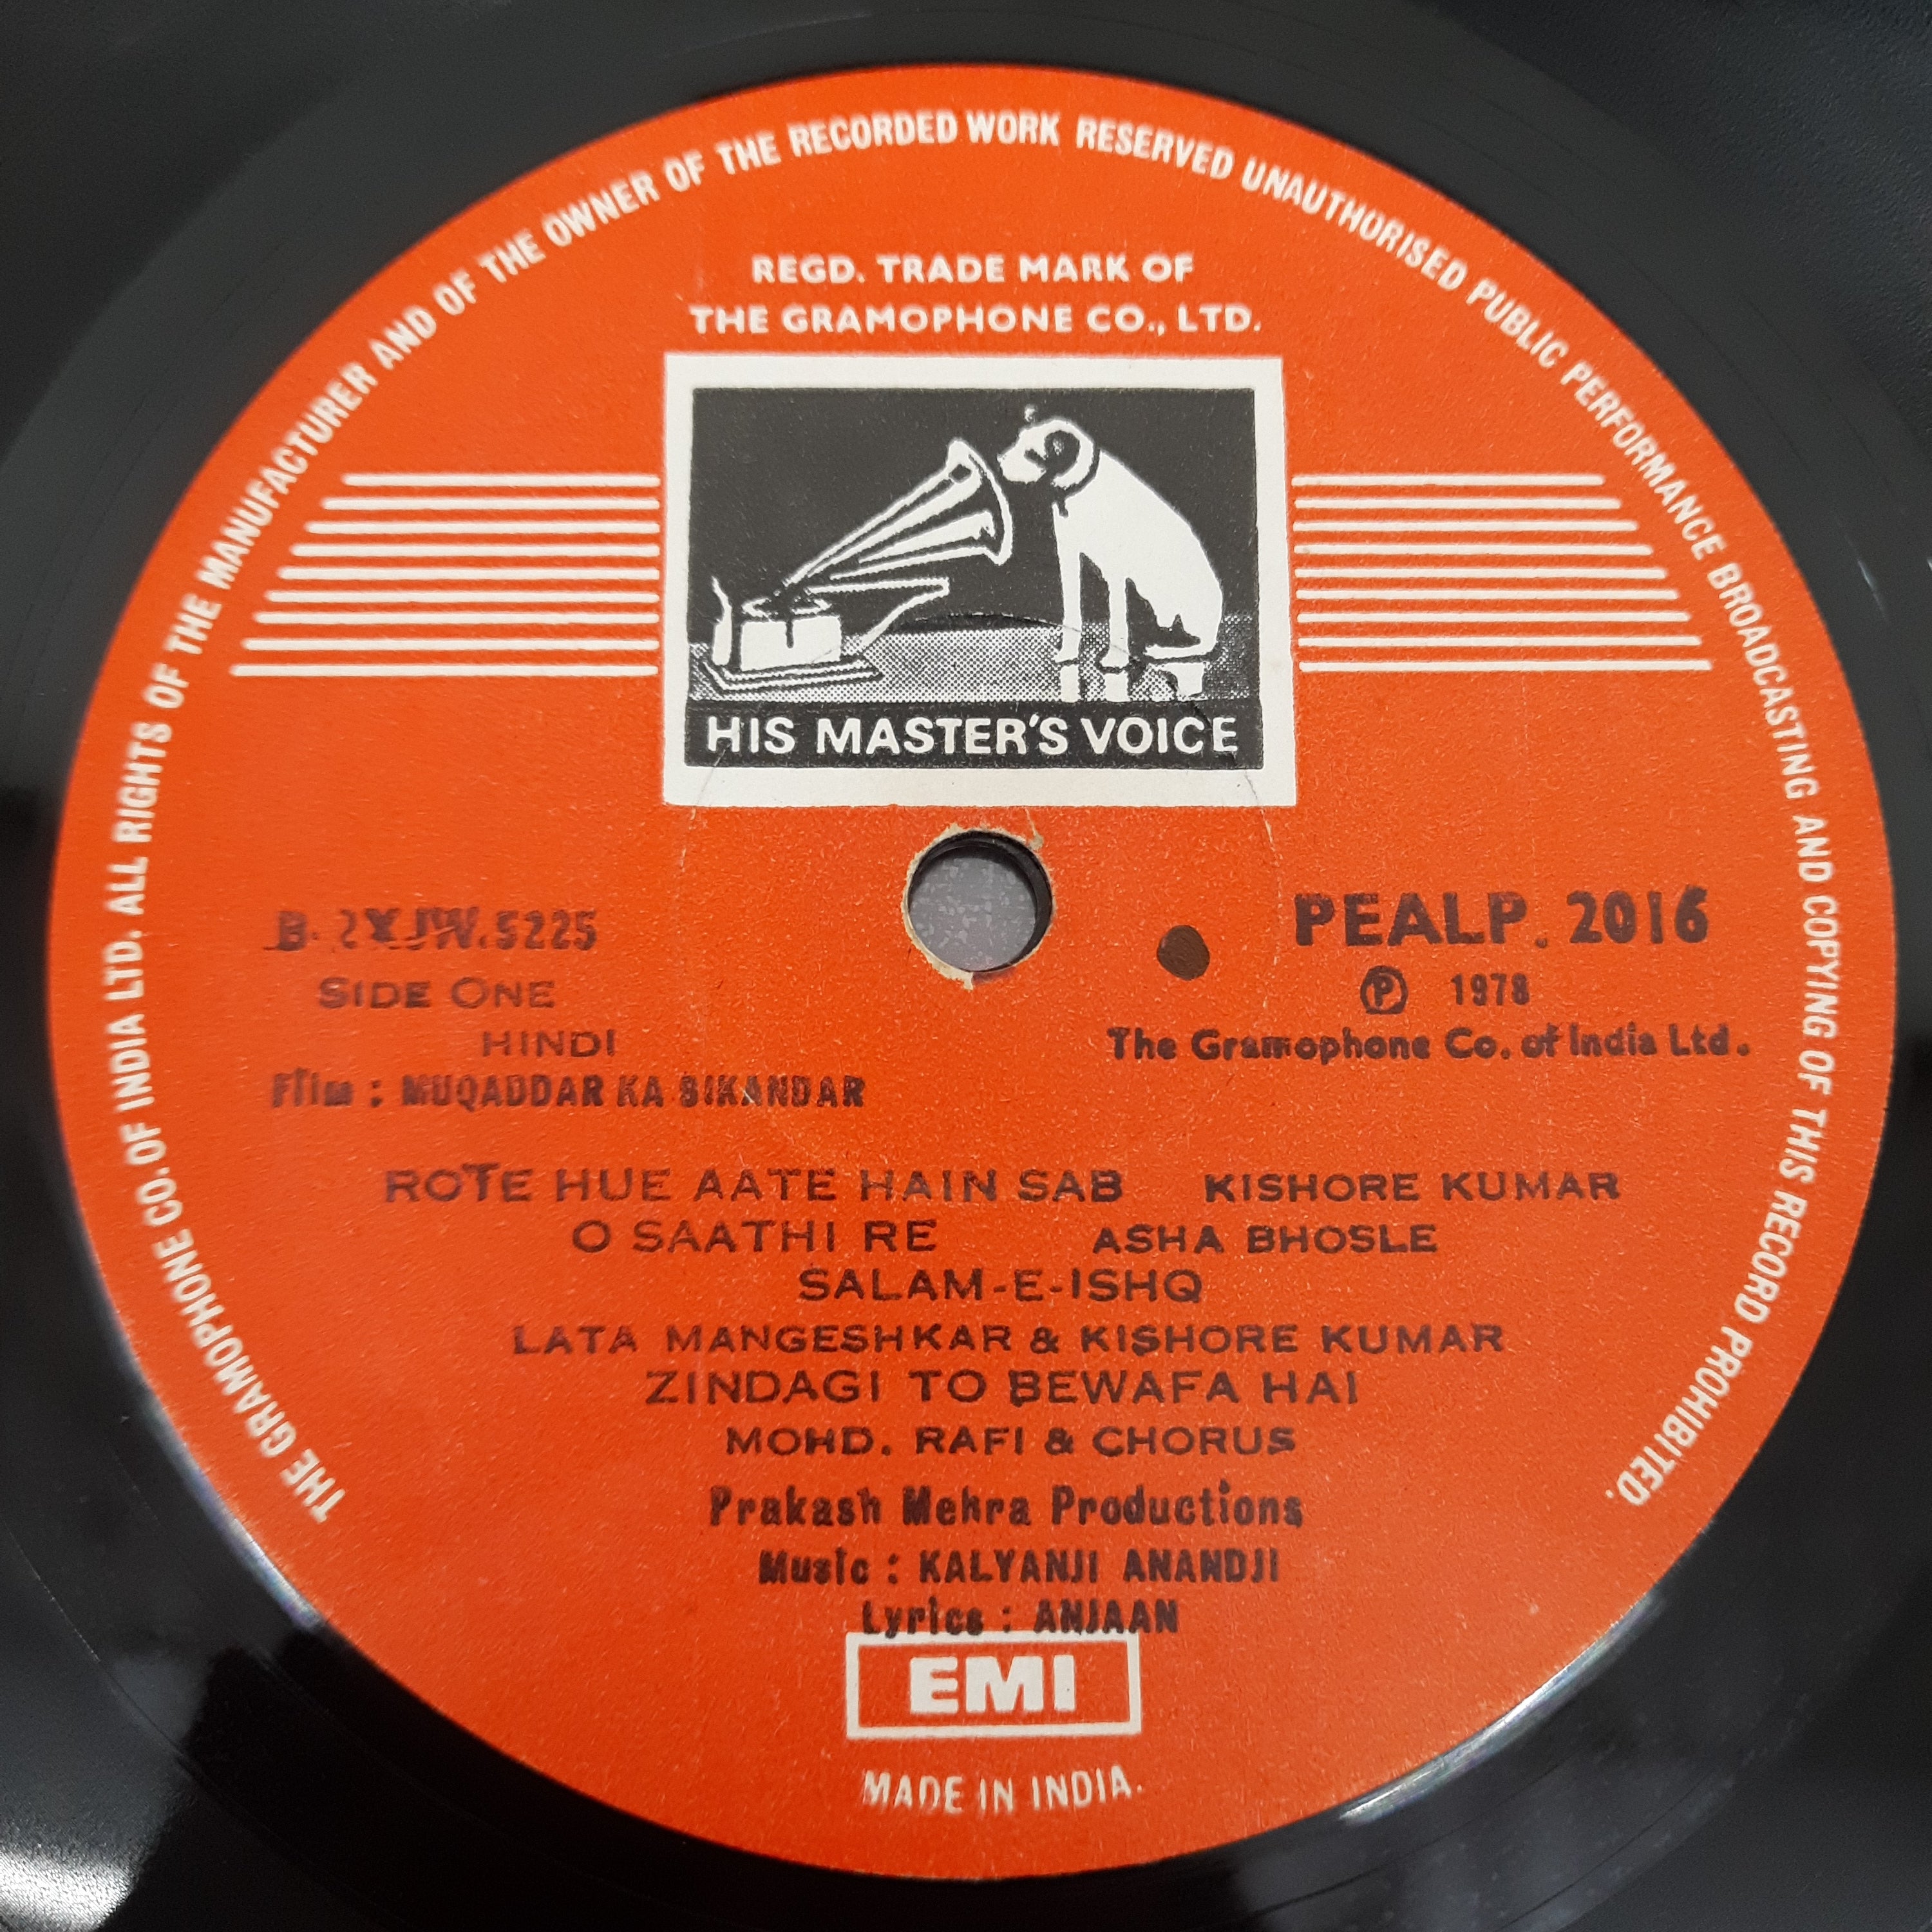 THE GRAMOPHONE CO. OF INDIA LTD. ALL RIGHTS OF THE MANUFACTURER AND OF THE OWNER OF THE RECORDED WORK RESERVED UNAUTHORISED PUBLIC PERFORMANCE BROADCASTING AND COPYING OF THIS RECORD PROHIBITED.
REGD. TRADE MARK OF
THE GRAMOPHONE CO., LTD.
HIS MASTER'S VOICE
B. 2XJW.5225
SIDE ONE
HINDI
Film : MUQADDAR KA SIKANDAR
PEALP. 2016
Ⓟ 1978
The Gramophone Co. of India Ltd.
ROTE HUE AATE HAIN SAB KISHORE KUMAR
O SAATHI RE ASHA BHOSLE
SALAM-E-ISHQ
LATA MANGESHKAR & KISHORE KUMAR
ZINDAGI TO BEWAFA HAI
MOHD. RAFI & CHORUS
Prakash Mehra Productions
Music : KALYANJI ANANDJI
Lyrics : ANJAAN
EMI
MADE IN INDIA.